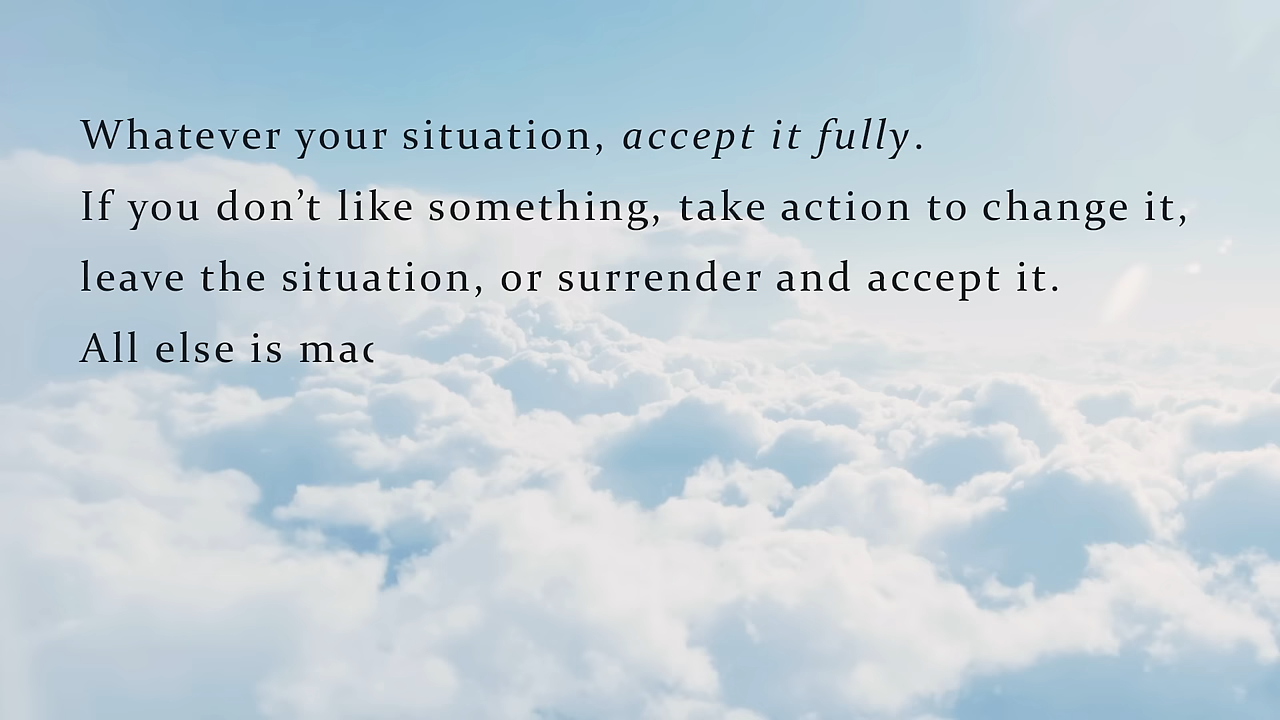 Whatever your situation, accept it fully.
If you don’t like something, take action to change it,
leave the situation, or surrender and accept it.
All else is